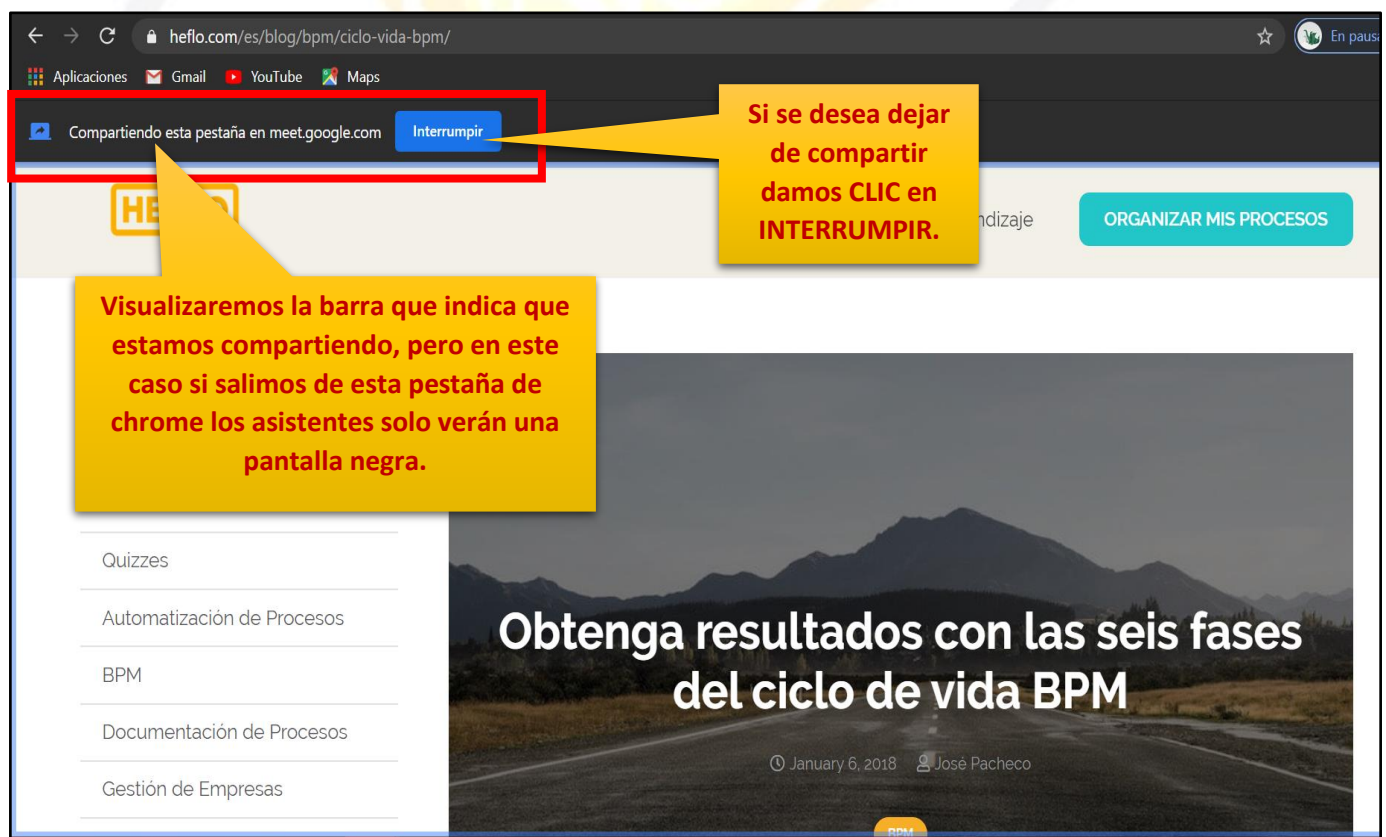 heflo.com/es/blog/bpm/ciclo-vida-bpm/
En pausa
Aplicaciones Gmail YouTube Maps
Compartiendo esta pestaña en meet.google.com Interrumpir
Si se desea dejar
de compartir
damos CLIC en
INTERRUMPIR.
ORGANIZAR MIS PROCESOS
Visualizaremos la barra que indica que
estamos compartiendo, pero en este
caso si salimos de esta pestaña de
chrome los asistentes solo verán una
pantalla negra.
Quizzes
Automatización de Procesos
BPM
Documentación de Procesos
Gestión de Empresas
Obtenga resultados con las seis fases
del ciclo de vida BPM
January 6, 2018 José Pacheco
BPM